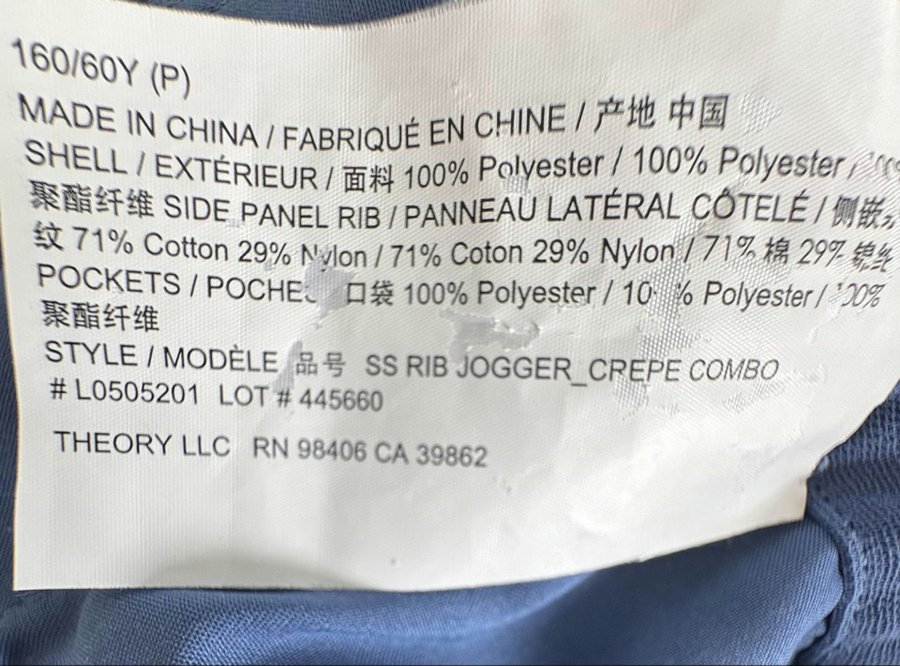 160/60Y (P)
MADE IN CHINA / FABRIQUÉ EN CHINE / 产地 中国
SHELL / EXTÉRIEUR / 面料 100% Polyester / 100% Polyester /
聚酯纤维 SIDE PANEL RIB / PANNEAU LATÉRAL CÔTELÉ / 侧嵌
纹 71% Cotton 29% Nylon / 71% Coton 29% Nylon / 71% 棉 29%
POCKETS / 口袋 100% Polyester / % Polyester /
聚酯纤维
STYLE / MODÈLE 品号 SS RIB JOGGER_CREPE COMBO
# L0505201 LOT # 445660
THEORY LLC RN 98406 CA 39862